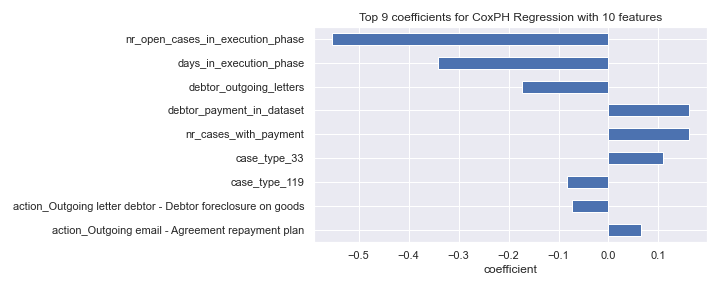 Top 9 coefficients for CoxPH Regression with 10 features
nr_open_cases_in_execution_phase
days_in_execution_phase
debtor_outgoing_letters
debtor_payment_in_dataset
nr_cases_with_payment
case_type_33
case_type_119
action_Outgoing letter debtor - Debtor foreclosure on goods
action_Outgoing email - Agreement repayment plan
−0.5 −0.4 −0.3 −0.2 −0.1 0.0 0.1
coefficient